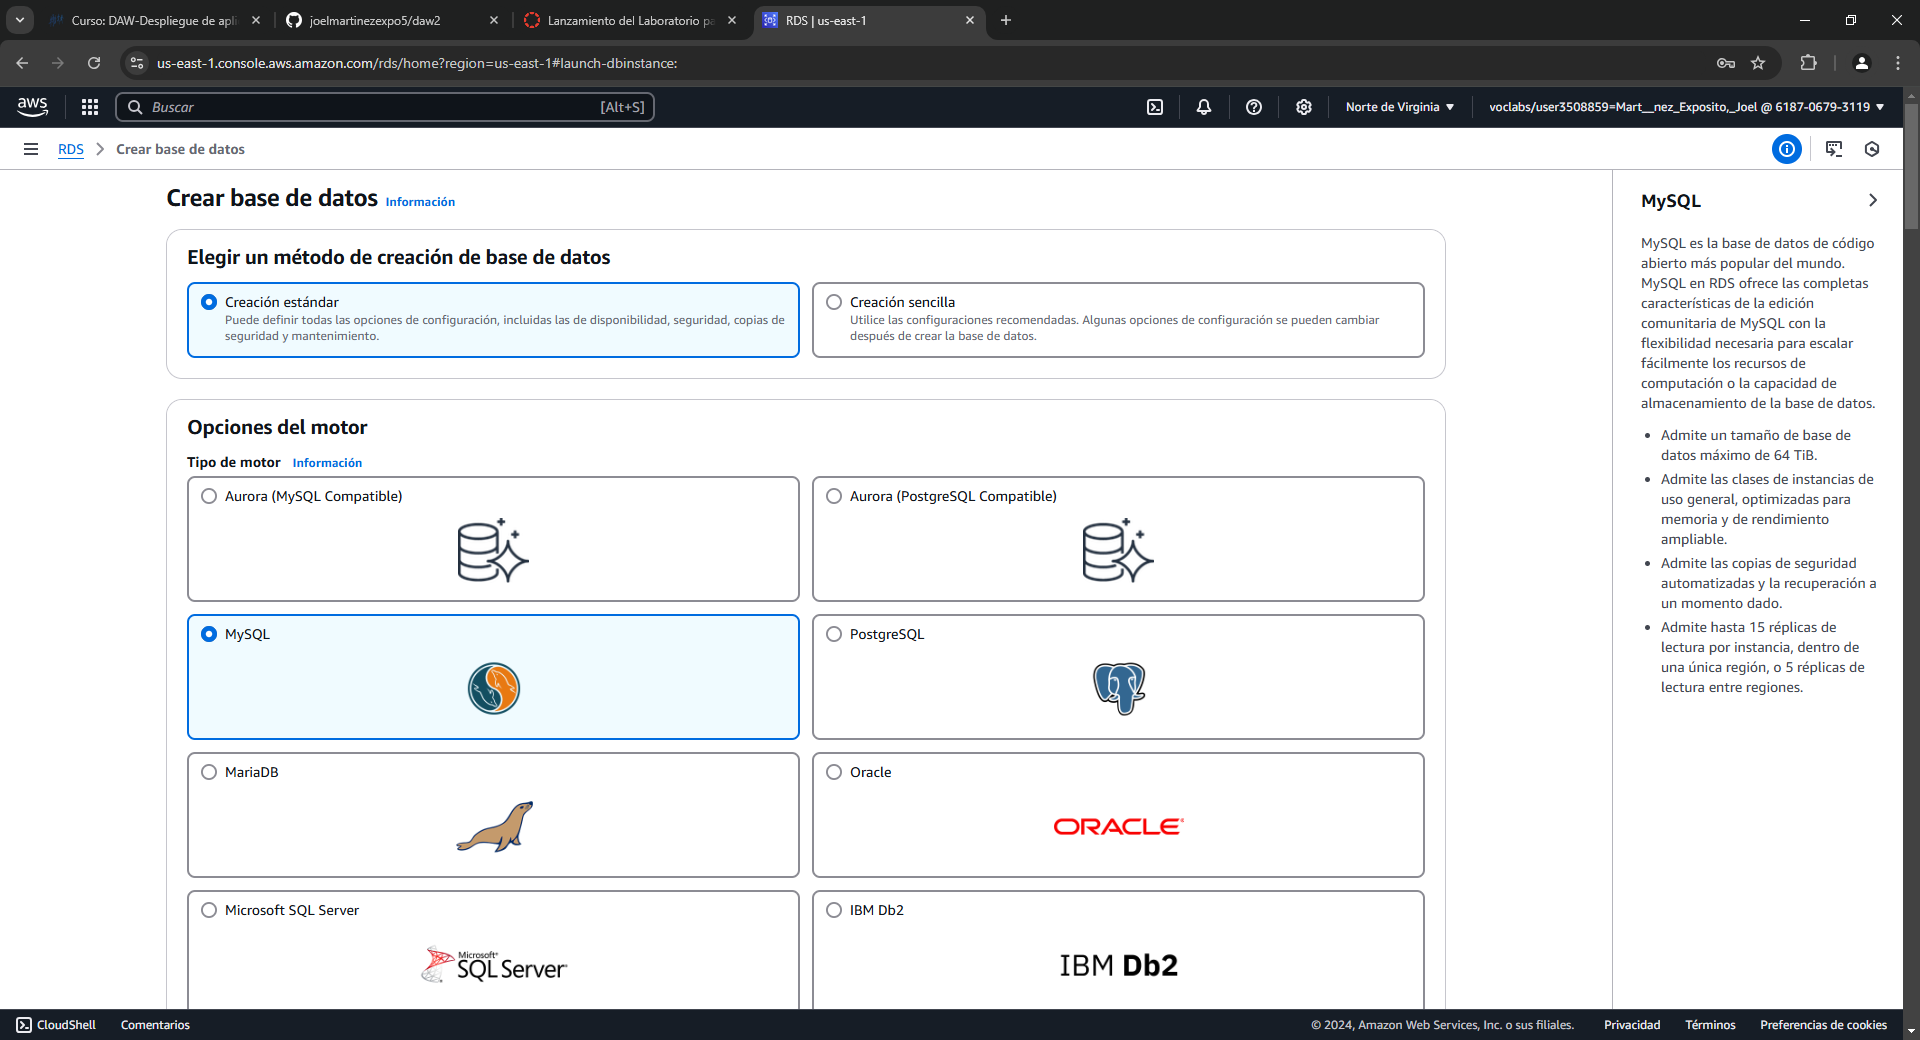 Curso: DAW-Despliegue de apli
joelmartinezexpo5/daw2
Lanzamiento del Laboratorio pa
RDS | us-east-1
us-east-1.console.aws.amazon.com/rds/home?region=us-east-1#launch-dbinstance:
aws
Buscar
[Alt+S]
Norte de Virginia
voclabs/user3508859=Mart__nez_Exposito,_Joel @ 6187-0679-3119
RDS
Crear base de datos
Crear base de datos
Información
Elegir un método de creación de base de datos
Creación estándar
Puede definir todas las opciones de configuración, incluidas las de disponibilidad, seguridad, copias de
seguridad y mantenimiento.
Creación sencilla
Utilice las configuraciones recomendadas. Algunas opciones de configuración se pueden cambiar
después de crear la base de datos.
Opciones del motor
Tipo de motor
Información
Aurora (MySQL Compatible)
Aurora (PostgreSQL Compatible)
MySQL
PostgreSQL
MariaDB
Oracle
ORACLE
Microsoft SQL Server
Microsoft
SQL Server
IBM Db2
IBM Db2
MySQL
MySQL es la base de datos de código
abierto más popular del mundo.
MySQL en RDS ofrece las completas
características de la edición
comunitaria de MySQL con la
flexibilidad necesaria para escalar
fácilmente los recursos de
computación o la capacidad de
almacenamiento de la base de datos.
Admite un tamaño de base de
datos máximo de 64 TiB.
Admite las clases de instancias de
uso general, optimizadas para
memoria y de rendimiento
ampliable.
Admite las copias de seguridad
automatizadas y la recuperación a
un momento dado.
Admite hasta 15 réplicas de
lectura por instancia, dentro de
una única región, o 5 réplicas de
lectura entre regiones.
CloudShell
Comentarios
© 2024, Amazon Web Services, Inc. o sus filiales.
Privacidad
Términos
Preferencias de cookies